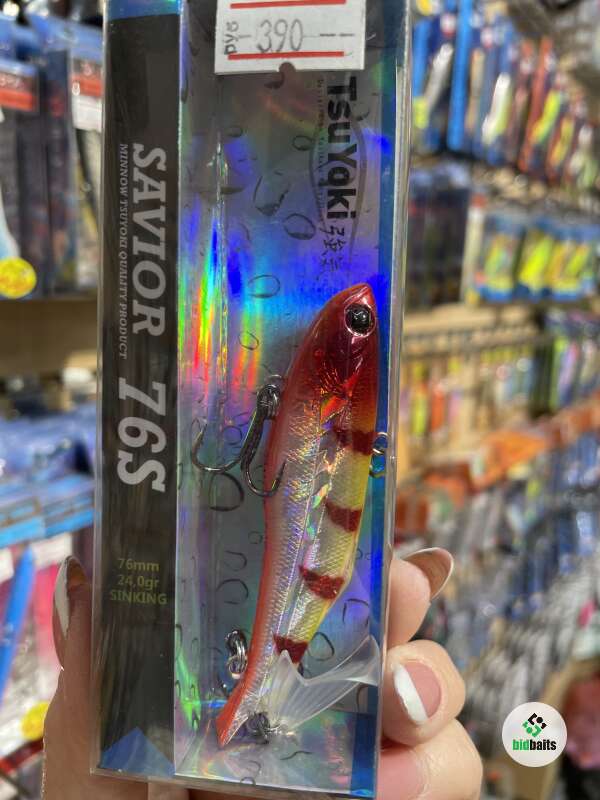 руб
390
TsuYoki
SAVIOR 76S
MINNOW TSUYOKI QUALITY PRODUCT
76mm
24,0gr
SINKING
bidbaits